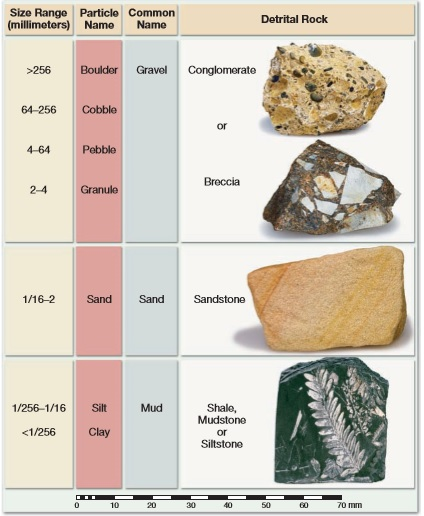 Size Range (millimeters) Particle Name Common Name Detrital Rock
>256 Boulder Gravel Conglomerate
64–256 Cobble
or
4–64 Pebble
2–4 Granule Breccia
1/16–2 Sand Sand Sandstone
1/256–1/16 Silt Mud Shale,
Mudstone
<1/256 Clay or
Siltstone
0 10 20 30 40 50 60 70 mm